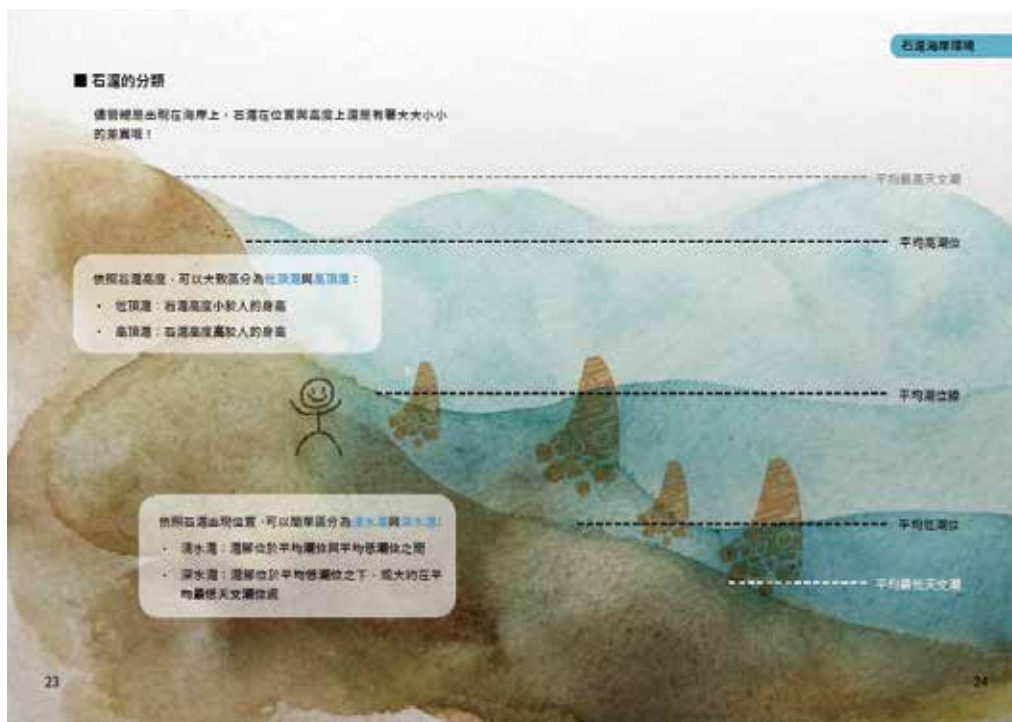 石滬海岸環境
■ 石滬的分類
儘管總是出現在海岸上，石滬在位置與高度上還是有著大大小小
的差異哦！
平均最高天文潮
平均高潮位
依照石滬高度，可以大致區分為低頂滬與高頂滬：
• 低頂滬：石滬高度小於人的身高
• 高頂滬：石滬高度高於人的身高
平均潮位線
依照石滬出現位置，可以簡單區分為淺水滬與深水滬：
• 淺水滬：滬腳位於平均潮位與平均低潮位之間
• 深水滬：滬腳位於平均低潮位之下，或大約在平
均最低天文潮位處
平均低潮位
平均最低天文潮
23
24